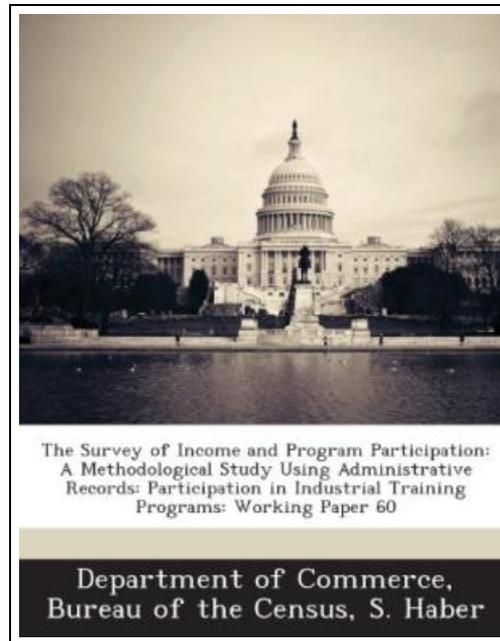 The Survey of Income and Program Participation:
A Methodological Study Using Administrative
Records: Participation in Industrial Training
Programs: Working Paper 60
Department of Commerce,
Bureau of the Census, S. Haber